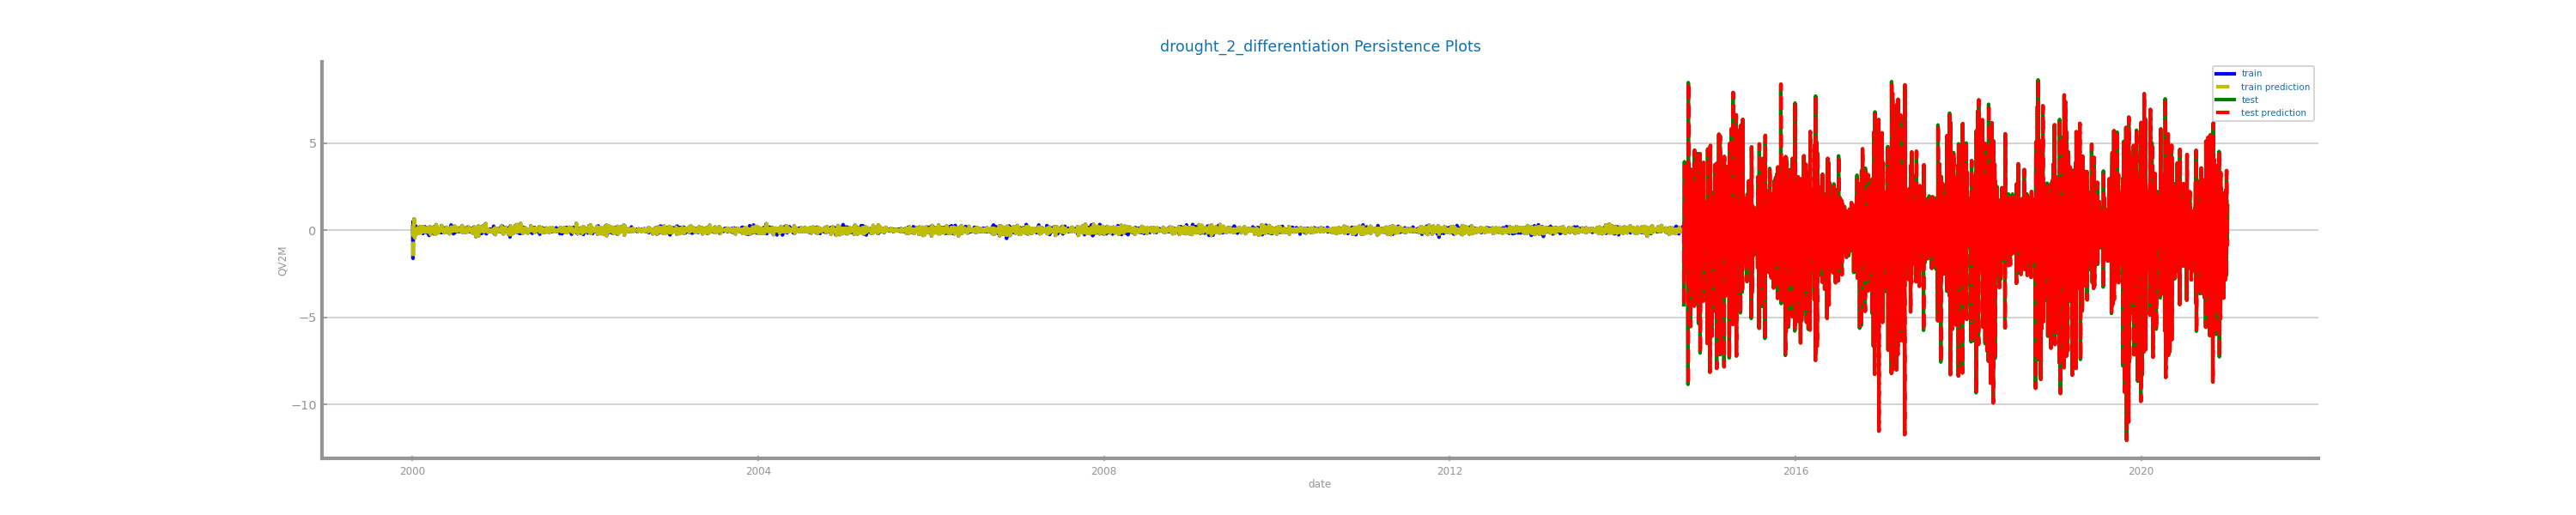 drought_2_differentiation Persistence Plots
train
train prediction
test
test prediction
5
0
−5
−10
QV2M
2000 2004 2008 2012 2016 2020
date